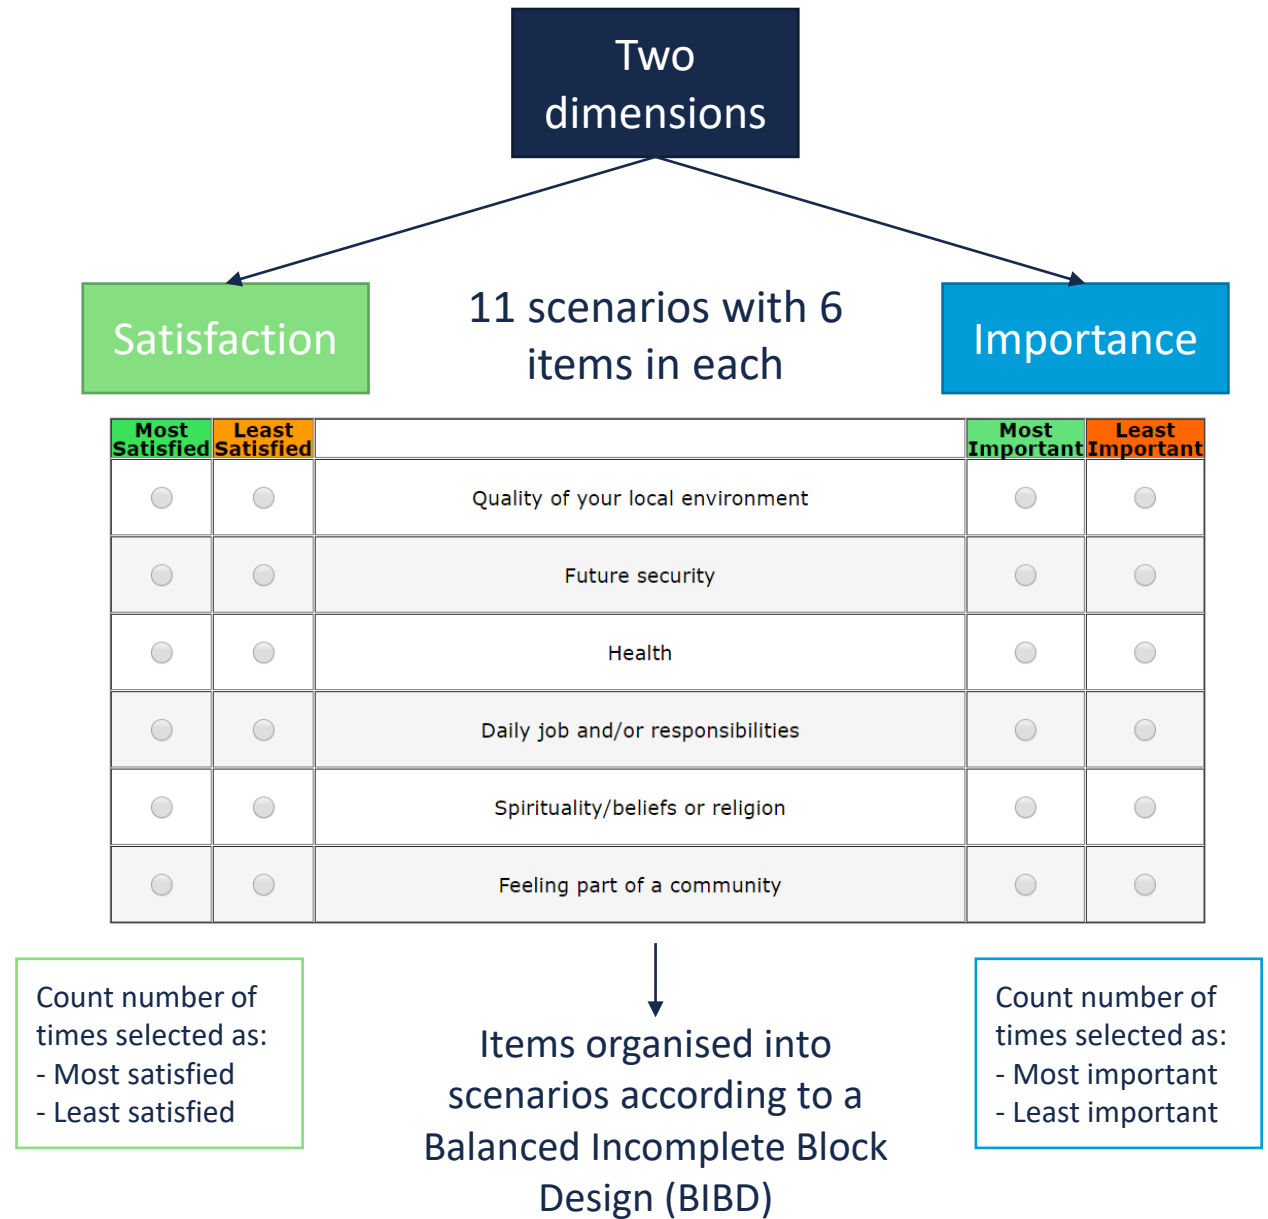 Two
dimensions
Satisfaction
11 scenarios with 6
items in each
Importance
Most
Satisfied
Least
Satisfied
Most
Important
Least
Important
Quality of your local environment
Future security
Health
Daily job and/or responsibilities
Spirituality/beliefs or religion
Feeling part of a community
Count number of
times selected as:
- Most satisfied
- Least satisfied
Items organised into
scenarios according to a
Balanced Incomplete Block
Design (BIBD)
Count number of
times selected as:
- Most important
- Least important